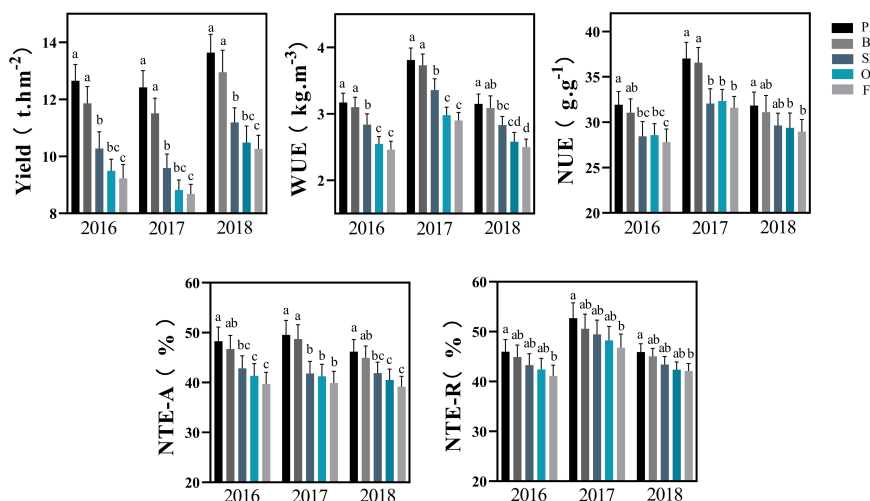 Yield ( t.hm-2)
14
12
10
8
a a b bc c
a a b c c
a a b bc c
2016 2017 2018
WUE ( kg.m-3)
4
3
2
a a b c c
a a b c c
a ab bc cd d
2016 2017 2018
NUE ( g.g-1)
40
35
30
25
20
a ab bc bc c
a a b b b
a ab ab b b
2016 2017 2018
P
B
O
F
NTE-A ( %)
60
50
40
30
20
a ab bc c c
a a b b b
a ab bc c c
2016 2017 2018
NTE-R ( %)
60
50
40
30
20
a ab ab ab b
a ab ab ab b
a ab ab ab b
2016 2017 2018